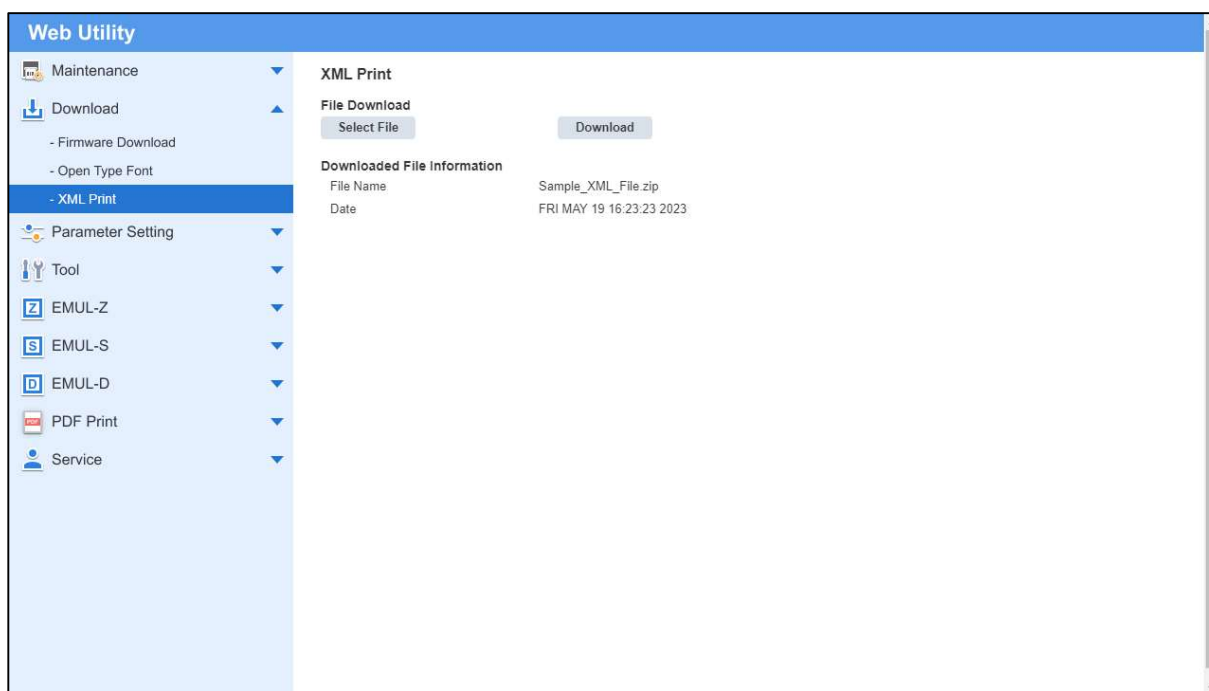 Web Utility
Maintenance
Download
- Firmware Download
- Open Type Font
- XML Print
Parameter Setting
Tool
Z EMUL-Z
S EMUL-S
D EMUL-D
PDF PDF Print
Service
XML Print
File Download
Select File Download
Downloaded File Information
File Name Sample_XML_File.zip
Date FRI MAY 19 16:23:23 2023